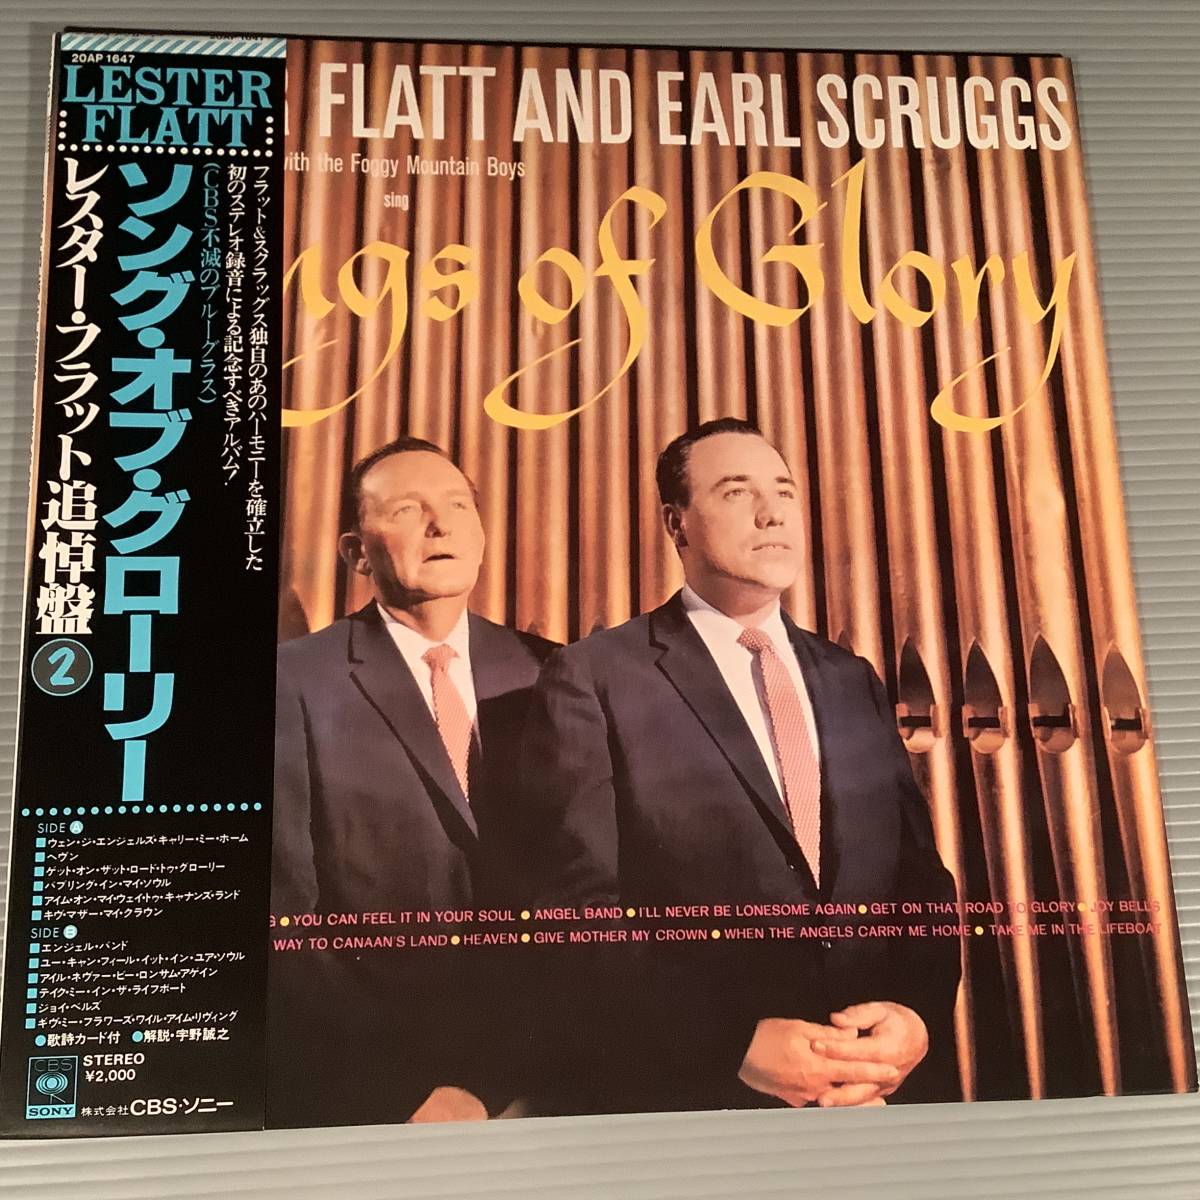 20AP 1647
20AP 1647
LESTER
FLATT
フラット&スクラッグス独自のあのハーモニーを確立した
初のステレオ録音による記念すべきアルバム!
(CBS不滅のブルーグラス)
ソング・オブ・グローリー
レスター・フラット追悼盤
2
SIDE A
ウェン・ジ・エンジェルズ・キャリー・ミー・ホーム
ヘヴン
ゲット・オン・ザット・ロード・トゥ・グローリー
バブリング・イン・マイ・ソウル
アイム・オン・マイ・ウェイ・トゥ・キャナンズ・ランド
ギヴ・マザー・マイ・クラウン
SIDE B
エンジェル・バンド
ユー・キャン・フィール・イット・イン・ユア・ソウル
アイル・ネヴァー・ビー・ロンサム・アゲイン
テイク・ミー・イン・ザ・ライフボート
ジョイ・ベルズ
ギヴ・ミー・フラワーズ・ワイル・アイム・リヴィング
●歌詩カード付 ●解説・宇野誠之
CBS
SONY
STEREO
¥2,000
株式会社CBS・ソニー
R FLATT AND EARL SCRUGGS
with the Foggy Mountain Boys
sing
ngs of Glory
G ● YOU CAN FEEL IT IN YOUR SOUL ● ANGEL BAND ● I'LL NEVER BE LONESOME AGAIN ● GET ON THAT ROAD TO GLORY ● JOY BELLS
WAY TO CANAAN'S LAND ● HEAVEN ● GIVE MOTHER MY CROWN ● WHEN THE ANGELS CARRY ME HOME ● TAKE ME IN THE LIFEBOAT